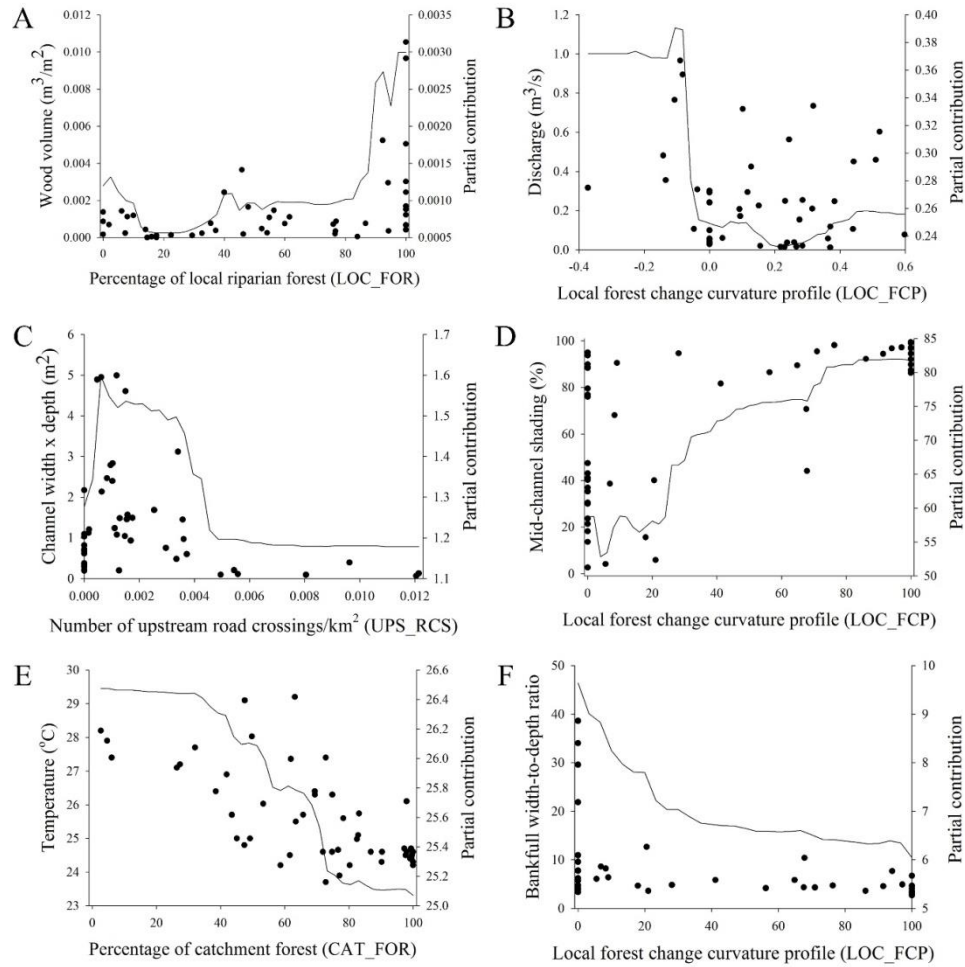 A
Wood volume (m3/m2)
0.012
0.010
0.008
0.006
0.004
0.002
0.000
0.0035
0.0030
0.0025
0.0020
0.0015
0.0010
0.0005
Partial contribution
0 20 40 60 80 100
Percentage of local riparian forest (LOC_FOR)
B
Discharge (m3/s)
1.2
1.0
0.8
0.6
0.4
0.2
0.0
0.40
0.38
0.36
0.34
0.32
0.30
0.28
0.26
0.24
Partial contribution
-0.4 -0.2 0.0 0.2 0.4 0.6
Local forest change curvature profile (LOC_FCP)
C
Channel width x depth (m2)
6
5
4
3
2
1
0
1.7
1.6
1.5
1.4
1.3
1.2
1.1
Partial contribution
0.000 0.002 0.004 0.006 0.008 0.010 0.012
Number of upstream road crossings/km2 (UPS_RCS)
D
Mid-channel shading (%)
100
80
60
40
20
0
85
80
75
70
65
60
55
50
Partial contribution
0 20 40 60 80 100
Local forest change curvature profile (LOC_FCP)
E
Temperature (oC)
30
29
28
27
26
25
24
23
26.6
26.4
26.2
26.0
25.8
25.6
25.4
25.2
25.0
Partial contribution
0 20 40 60 80 100
Percentage of catchment forest (CAT_FOR)
F
Bankfull width-to-depth ratio
50
40
30
20
10
0
10
9
8
7
6
5
Partial contribution
0 20 40 60 80 100
Local forest change curvature profile (LOC_FCP)